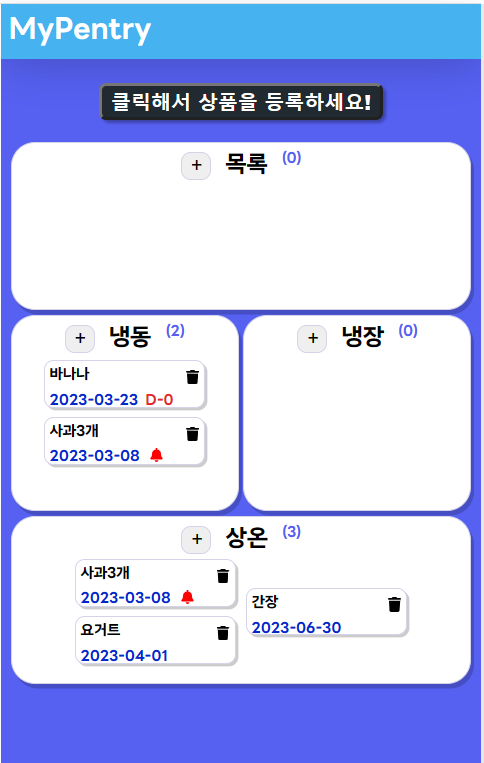 MyPentry
클릭해서 상품을 등록하세요!
+ 목록 (0)
+ 냉동 (2)
바나나
2023-03-23 D-0
사과3개
2023-03-08
+ 냉장 (0)
+ 상온 (3)
사과3개
2023-03-08
요거트
2023-04-01
간장
2023-06-30